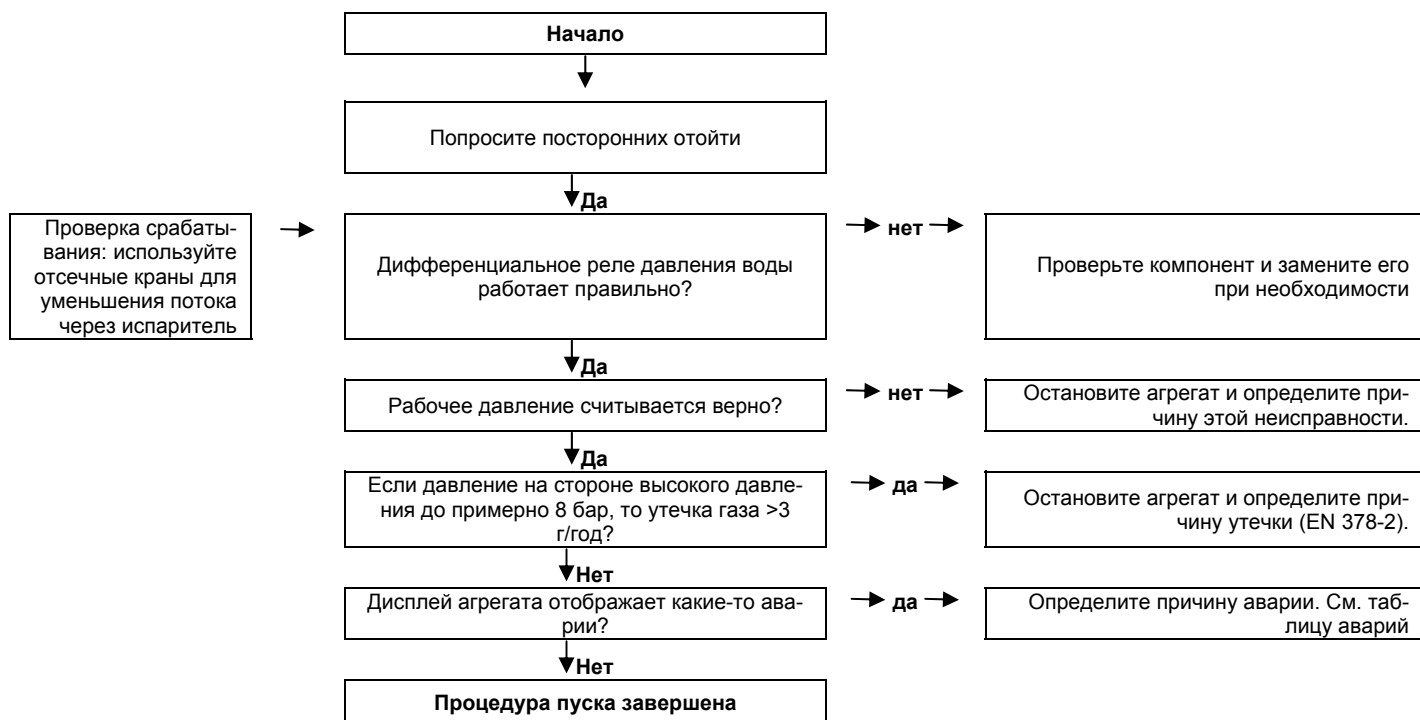 Начало
Попросите посторонних отойти
Да
Проверка срабаты-
вания: используйте
отсечные краны для
уменьшения потока
через испаритель
Дифференциальное реле давления воды
работает правильно?
нет
Проверьте компонент и замените его
при необходимости
Да
Рабочее давление считывается верно?
нет
Остановите агрегат и определите при-
чину этой неисправности.
Да
Если давление на стороне высокого давле-
ния до примерно 8 бар, то утечка газа >3
г/год?
да
Остановите агрегат и определите при-
чину утечки (EN 378-2).
Нет
Дисплей агрегата отображает какие-то ава-
рии?
да
Определите причину аварии. См. таб-
лицу аварий
Нет
Процедура пуска завершена